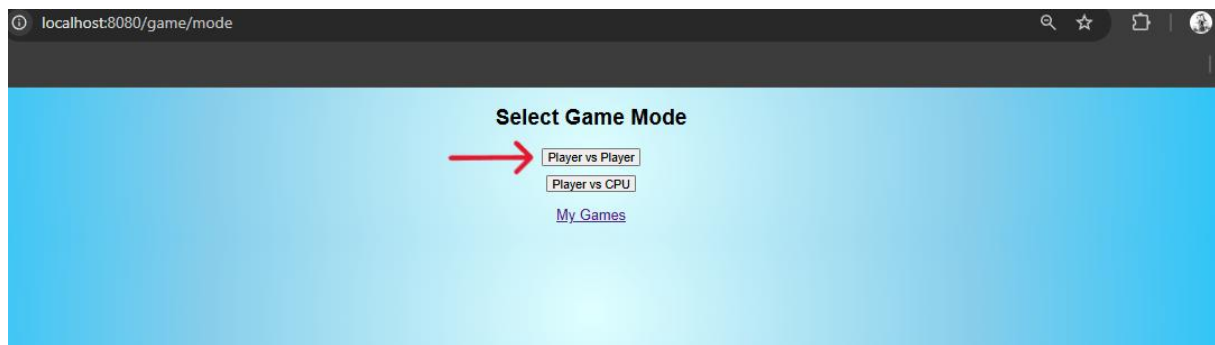 localhost:8080/game/mode
Select Game Mode
Player vs Player
Player vs CPU
My Games